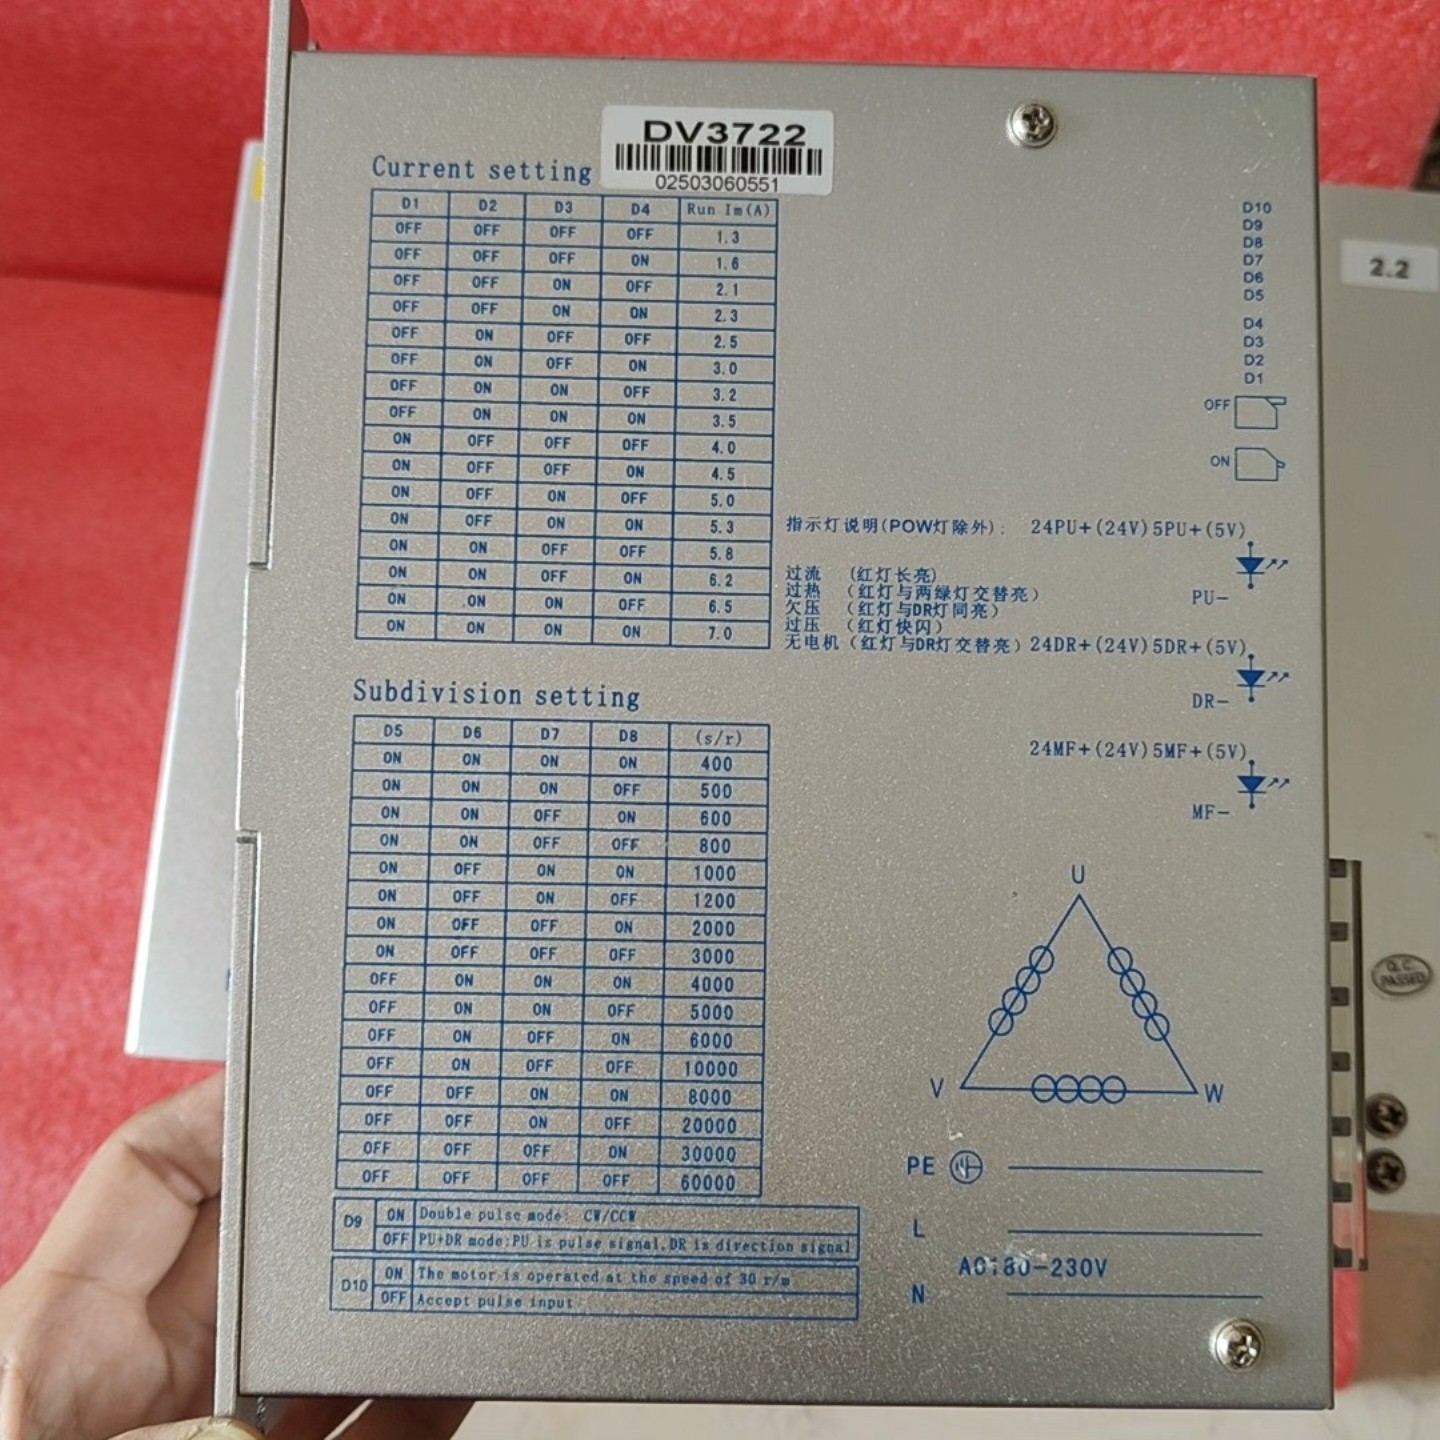 DV3722
02503060551
Current setting
D1 D2 D3 D4 Run Im(A)
OFF OFF OFF OFF 1.3
OFF OFF OFF ON 1.6
OFF OFF ON OFF 2.1
OFF OFF ON ON 2.3
OFF ON OFF OFF 2.5
OFF ON OFF ON 3.0
OFF ON ON OFF 3.2
OFF ON ON ON 3.5
ON OFF OFF OFF 4.0
ON OFF OFF ON 4.5
ON OFF ON OFF 5.0
ON OFF ON ON 5.3
ON ON OFF OFF 5.8
ON ON OFF ON 6.2
ON ON ON OFF 6.5
ON ON ON ON 7.0
Subdivision setting
D5 D6 D7 D8 (s/r)
ON ON ON ON 400
ON ON ON OFF 500
ON ON OFF ON 600
ON ON OFF OFF 800
ON OFF ON ON 1000
ON OFF ON OFF 1200
ON OFF OFF ON 2000
ON OFF OFF OFF 3000
OFF ON ON ON 4000
OFF ON ON OFF 5000
OFF ON OFF ON 6000
OFF ON OFF OFF 10000
OFF OFF ON ON 8000
OFF OFF ON OFF 20000
OFF OFF OFF ON 30000
OFF OFF OFF OFF 60000
D9 ON Double pulse mode: CW/CCW
OFF PU+DR mode:PU is pulse signal,DR is direction signal
D10 ON The motor is operated at the speed of 30 r/m
OFF Accept pulse input
D10
D9
D8
D7
D6
D5
D4
D3
D2
D1
OFF
ON
指示灯说明(POW灯除外):
过流 (红灯长亮)
过热 (红灯与两绿灯交替亮)
欠压 (红灯与DR灯同亮)
过压 (红灯快闪)
无电机 (红灯与DR灯交替亮)
24PU+(24V)5PU+(5V)
PU-
24DR+(24V)5DR+(5V)
DR-
24MF+(24V)5MF+(5V)
MF-
U
V W
PE
L
AC180-230V
N
2.2
Q.C.
PASSED